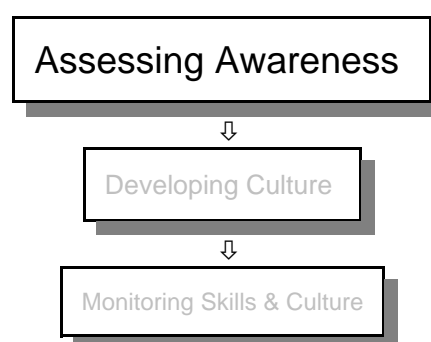 Assessing Awareness
⇩
Developing Culture
⇩
Monitoring Skills & Culture